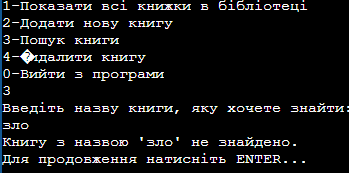 1-Показати всі книжки в бібліотеці
2-Додати нову книгу
3-Пошук книги
4-�идалити книгу
0-Вийти з програми
3
Введіть назву книги, яку хочете знайти:
зло
Книгу з назвою 'зло' не знайдено.
Для продовження натисніть ENTER...